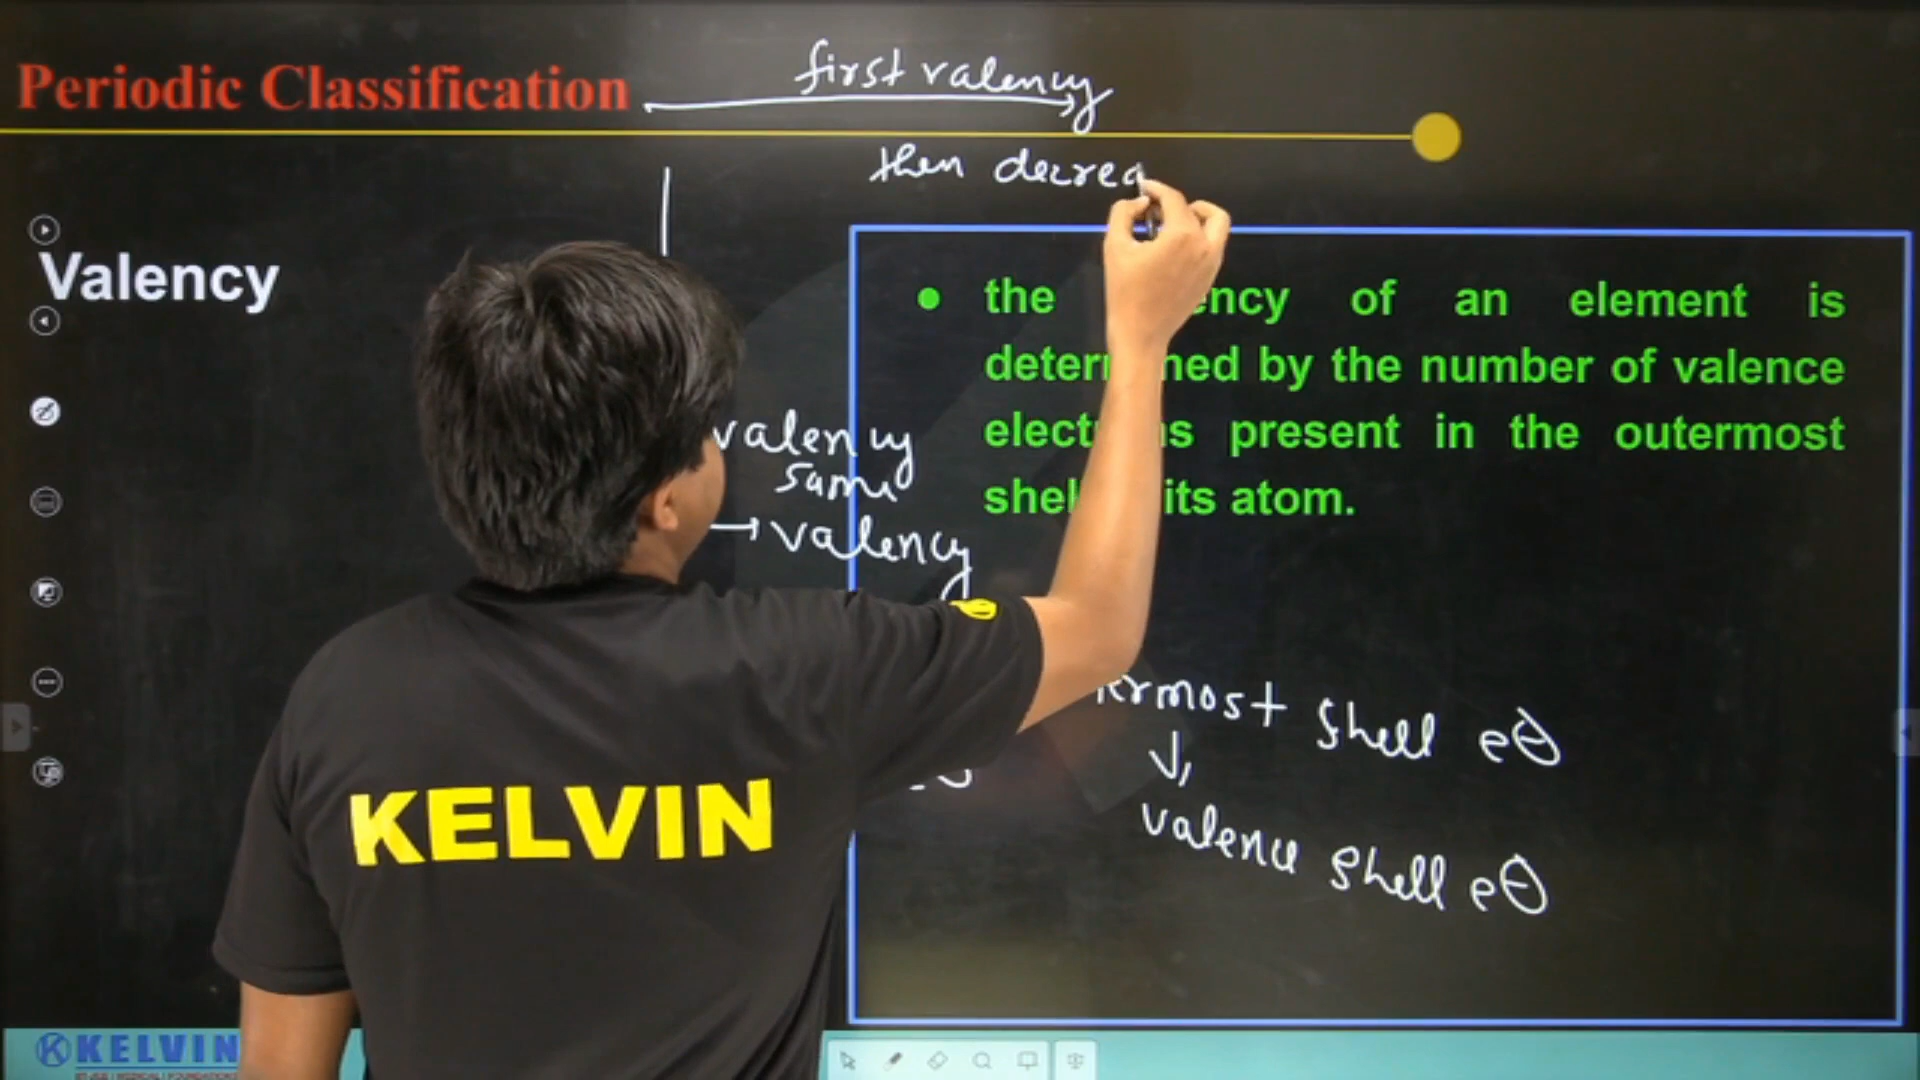 Periodic Classification
first valency
then decrea
Valency
the ency of an element is
deter ned by the number of valence
elect s present in the outermost
shel its atom.
valency
same
→ valency
ermost shell e⊖
↓,
valence shell e⊖
KELVIN
KELVIN